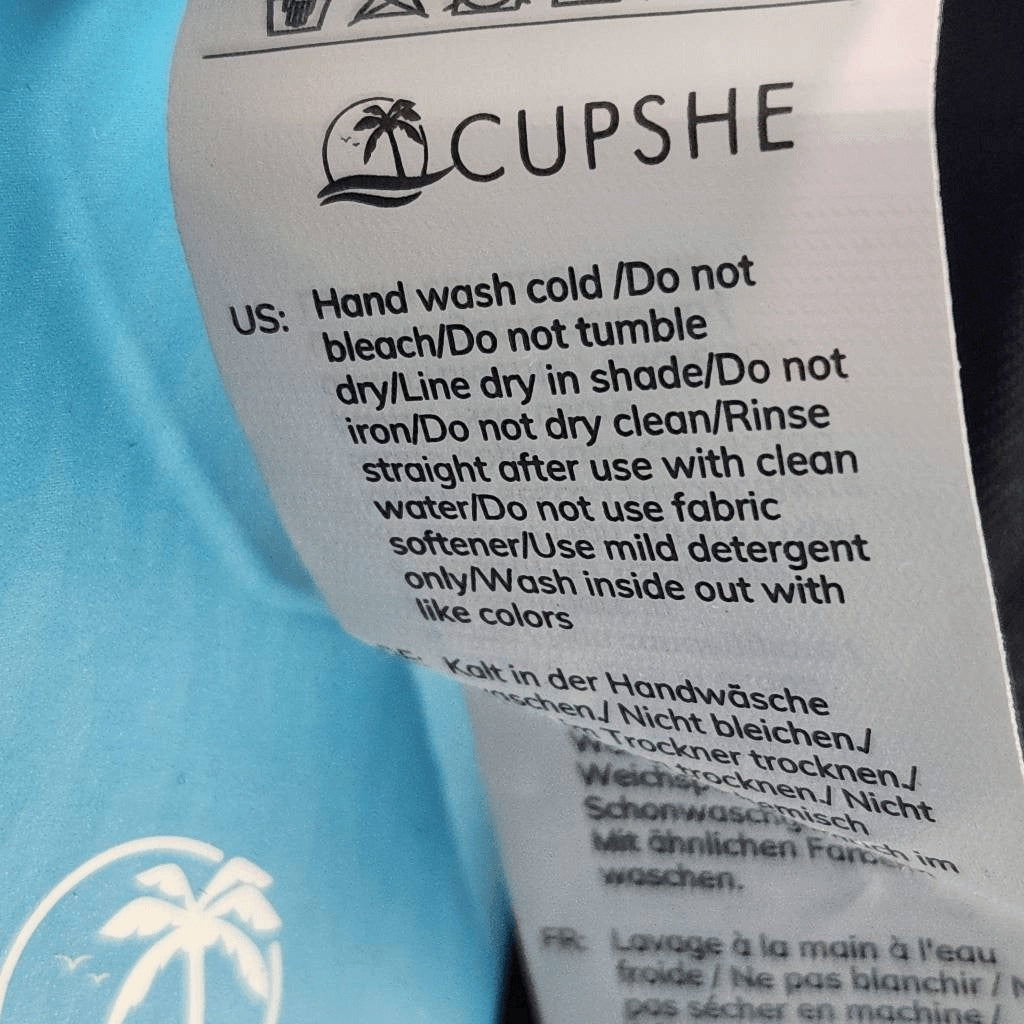 CUPSHE
US: Hand wash cold /Do not
bleach/Do not tumble
dry/Line dry in shade/Do not
iron/Do not dry clean/Rinse
straight after use with clean
water/Do not use fabric
softener/Use mild detergent
only/Wash inside out with
like colors
Kalt in der Handwäsche
Nicht bleichen./
Trockner trocknen./
trocknen./ Nicht
Mit ähnlichen
waschen.
FR: Lavage à la main à l'eau
froide / Ne pas blanchir /
pas sécher en machine /